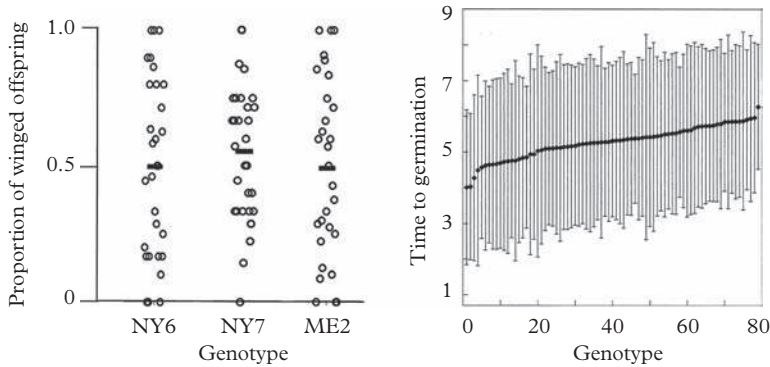 Proportion of winged offspring
1.0
0.5
0
NY6 NY7 ME2
Genotype
Time to germination
9
7
5
3
1
0 20 40 60 80
Genotype